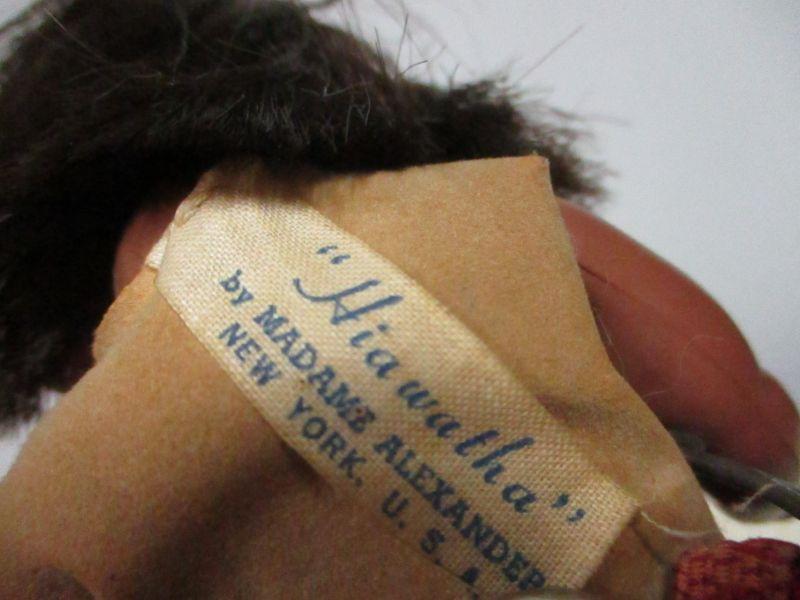 “Hiawatha”
by MADAME ALEXANDER
NEW YORK, U. S. A.